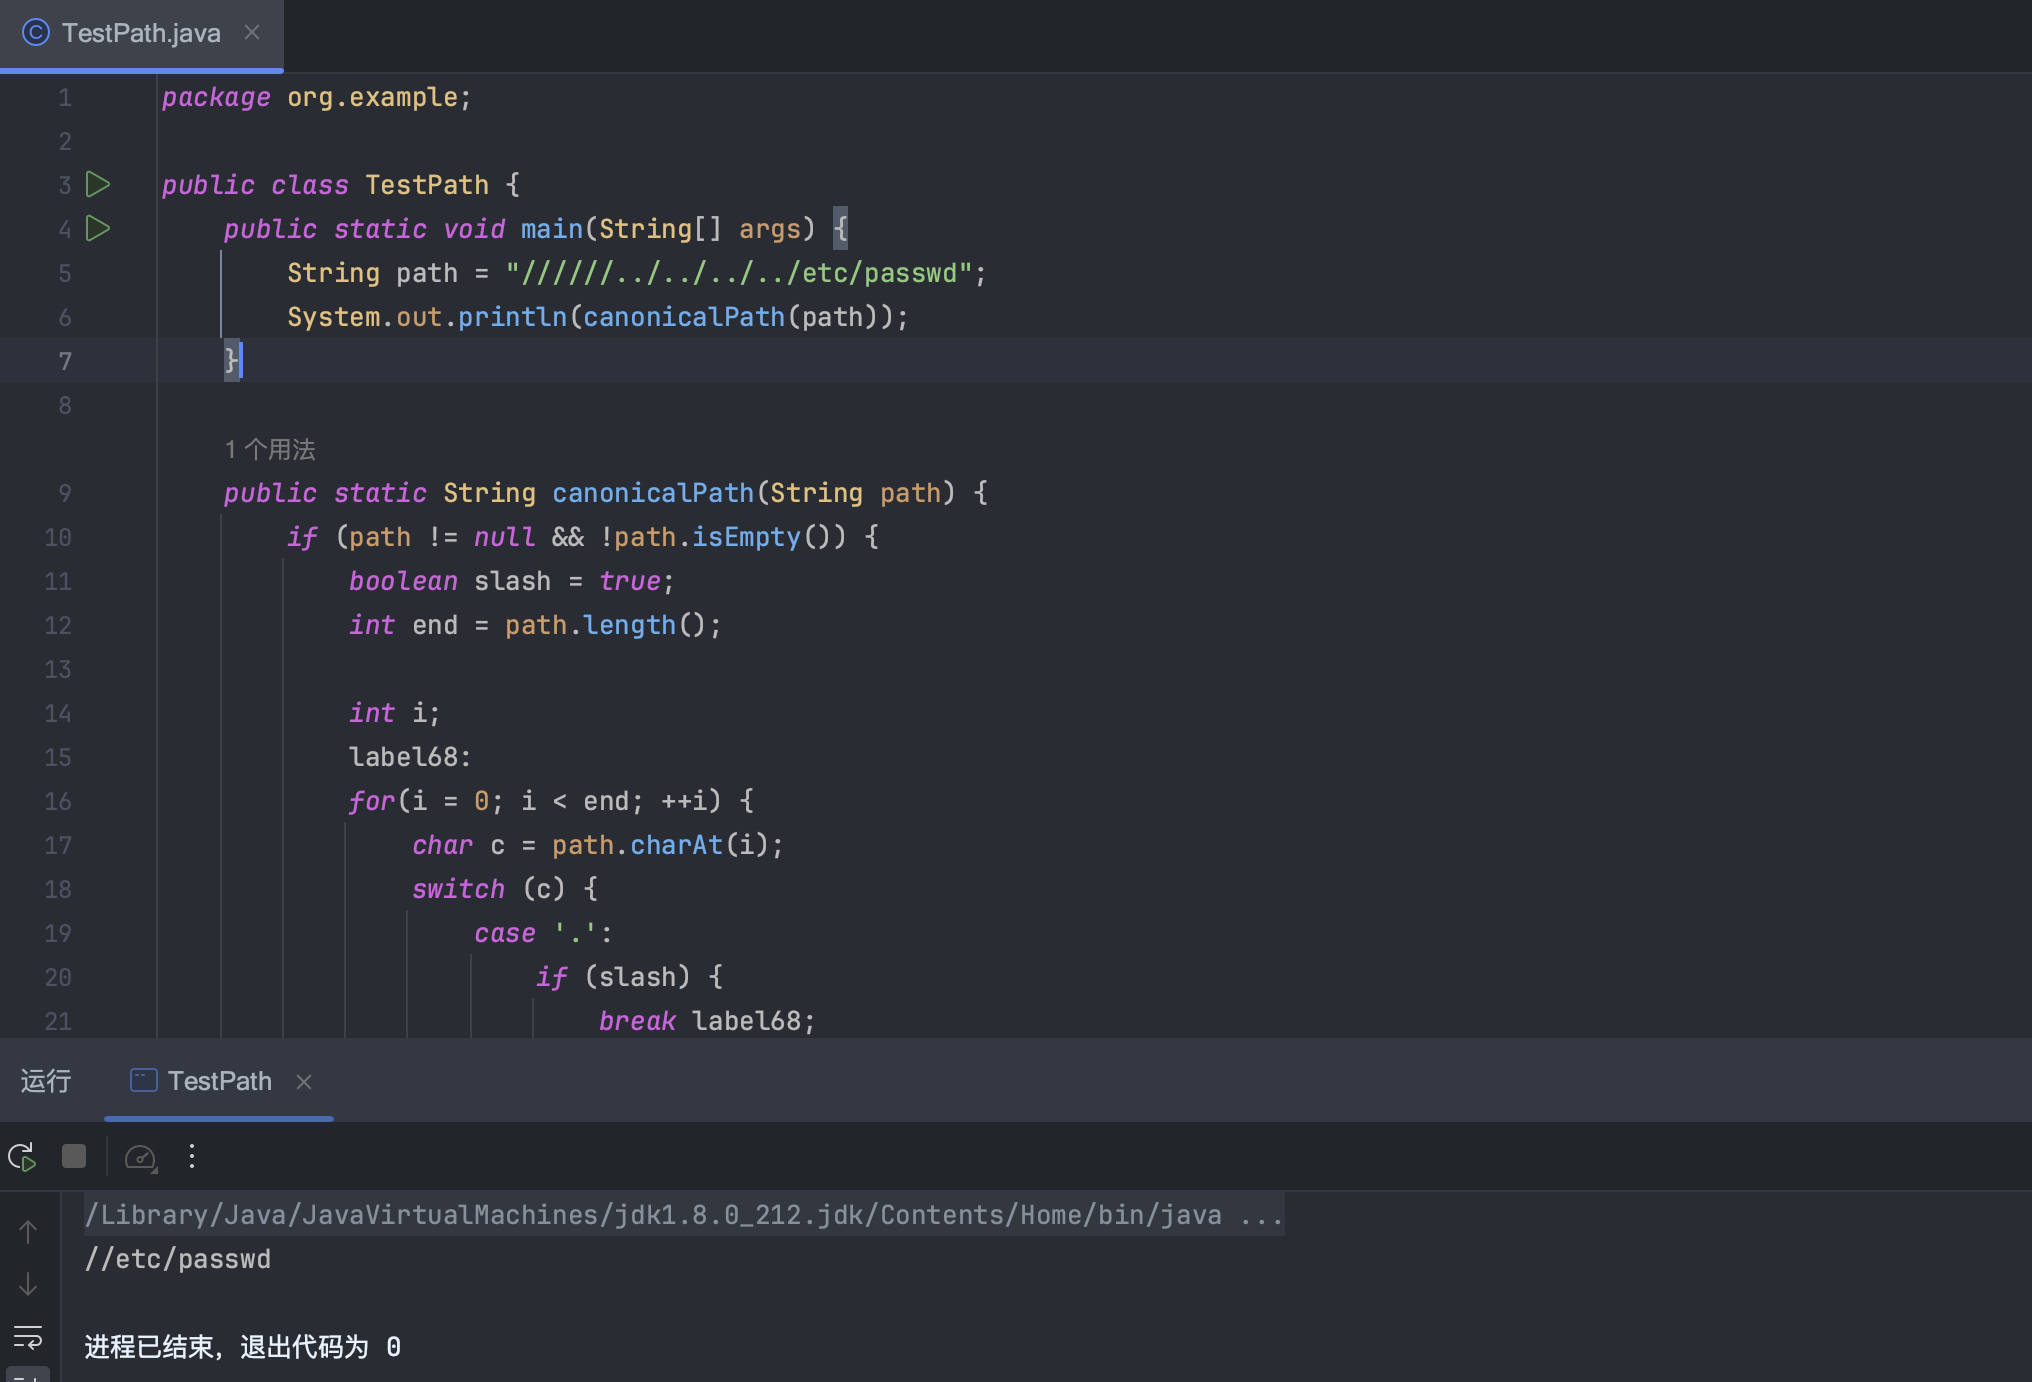 TestPath.java
1 package org.example;
2
3 public class TestPath {
4 public static void main(String[] args) {
5 String path = "//////../../../../etc/passwd";
6 System.out.println(canonicalPath(path));
7 }
8
1 个用法
9 public static String canonicalPath(String path) {
10 if (path != null && !path.isEmpty()) {
11 boolean slash = true;
12 int end = path.length();
13
14 int i;
15 label68:
16 for(i = 0; i < end; ++i) {
17 char c = path.charAt(i);
18 switch (c) {
19 case '.':
20 if (slash) {
21 break label68;
运行 TestPath
/Library/Java/JavaVirtualMachines/jdk1.8.0_212.jdk/Contents/Home/bin/java ...
//etc/passwd
进程已结束，退出代码为 0